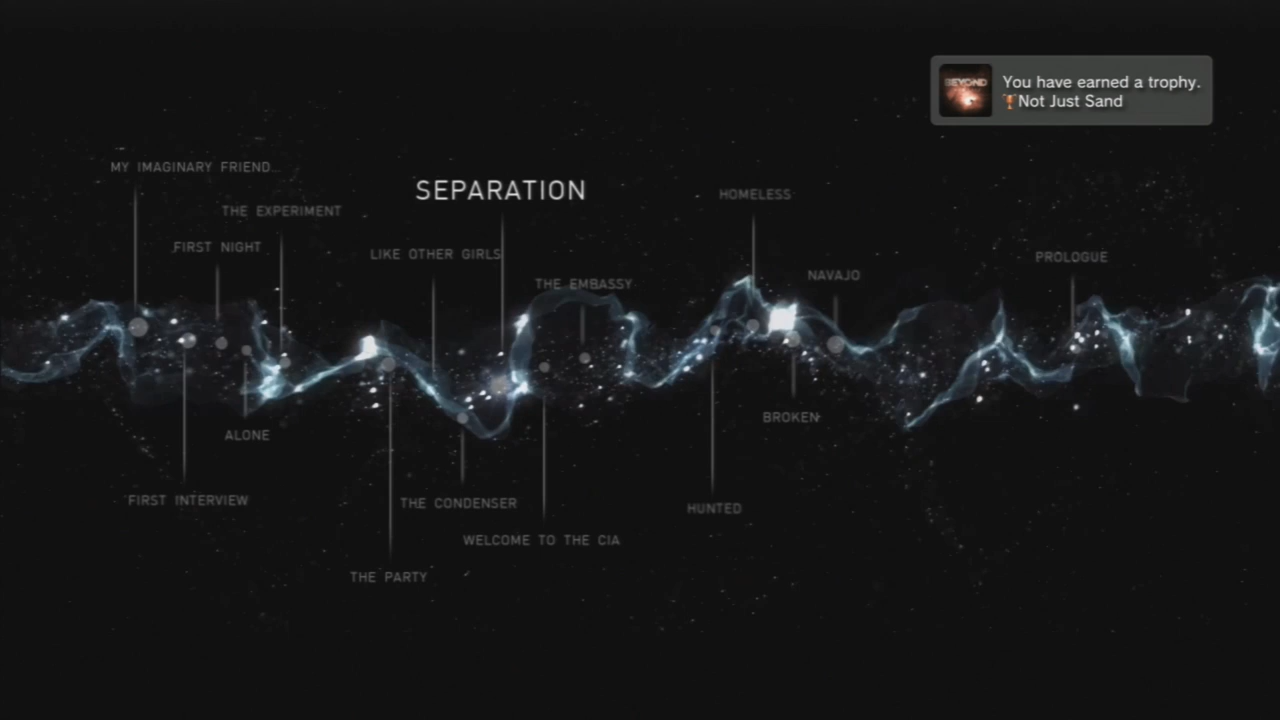 BEYOND
You have earned a trophy.
Not Just Sand
MY IMAGINARY FRIEND...
SEPARATION
HOMELESS
THE EXPERIMENT
FIRST NIGHT
LIKE OTHER GIRLS
PROLOGUE
NAVAJO
THE EMBASSY
BROKEN
ALONE
FIRST INTERVIEW
THE CONDENSER
HUNTED
WELCOME TO THE CIA
THE PARTY